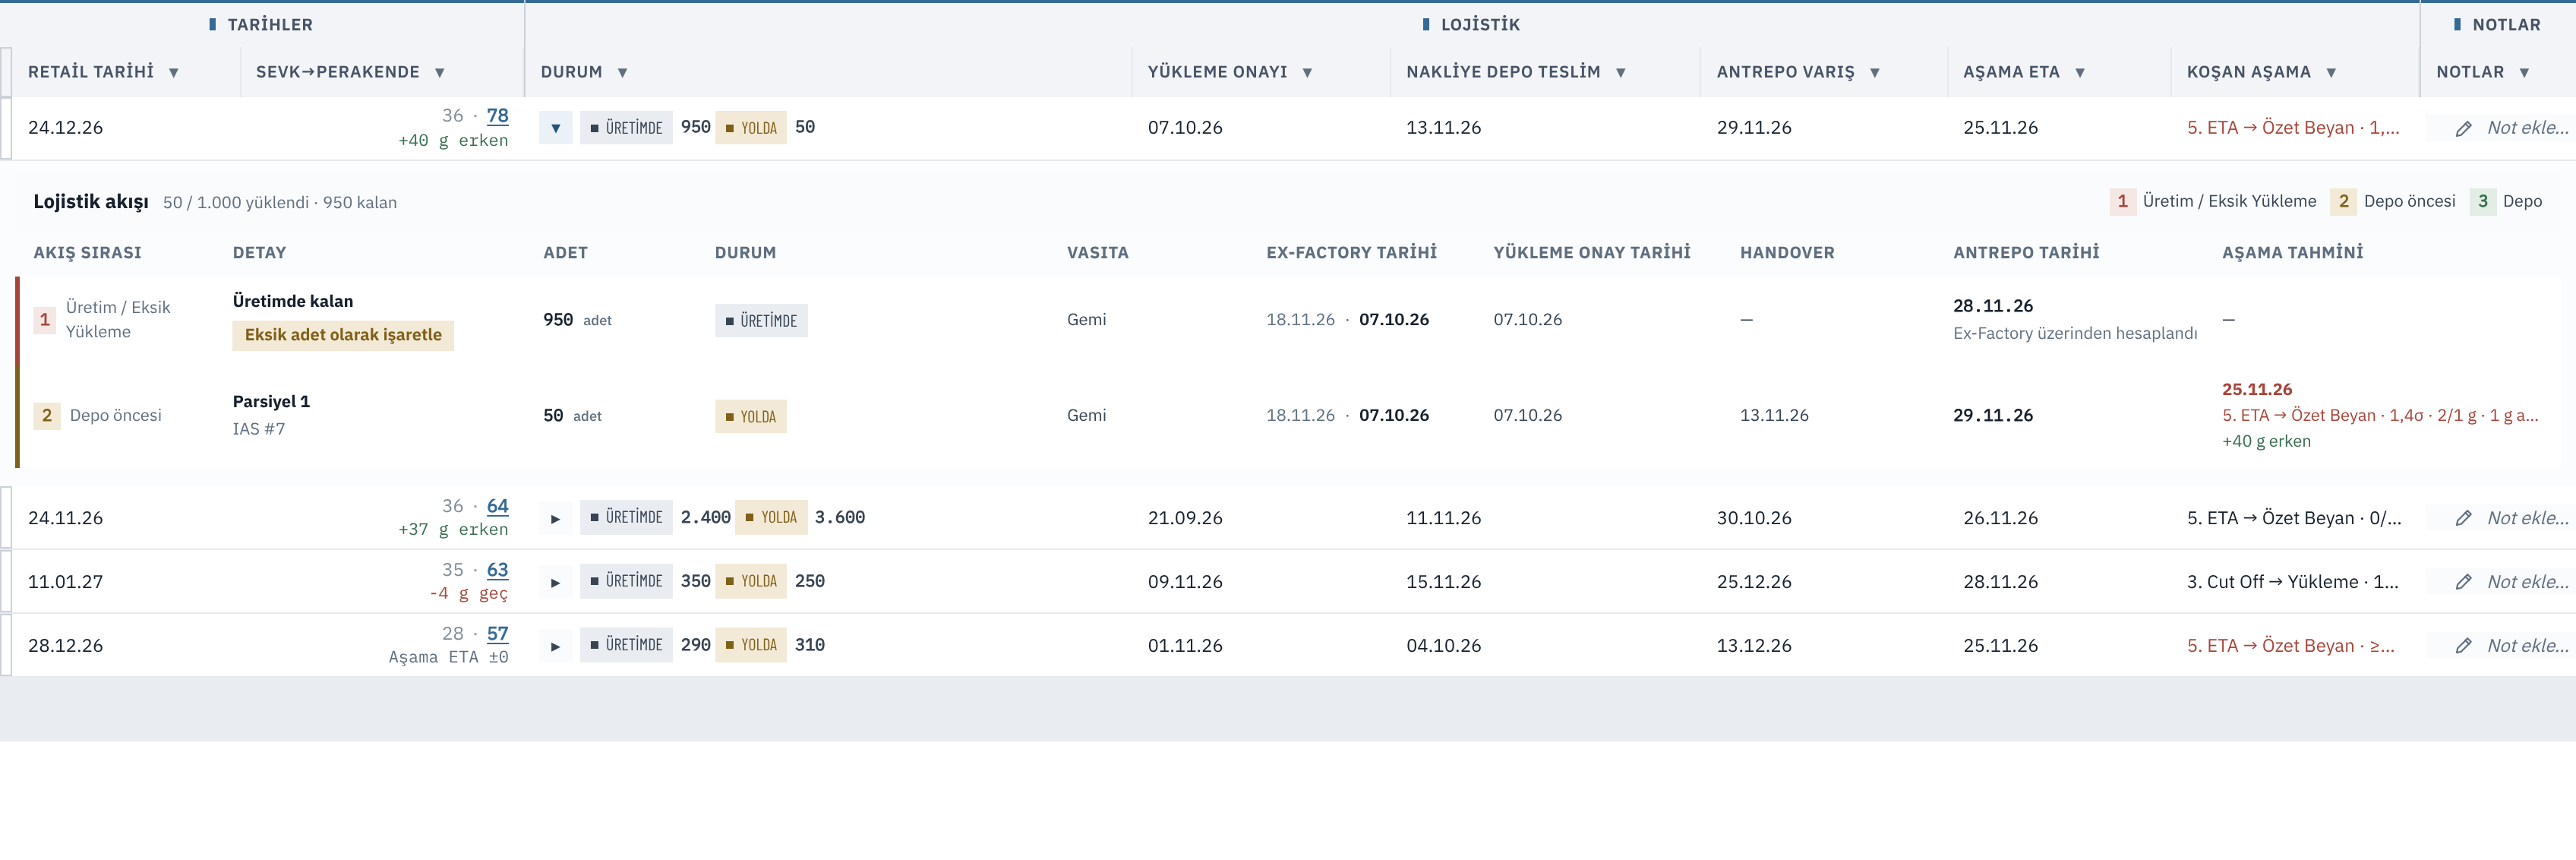 TARİHLER LOJİSTİK NOTLAR
RETAİL TARİHİ ▼ SEVK→PERAKENDE ▼ DURUM ▼ YÜKLEME ONAYI ▼ NAKLİYE DEPO TESLİM ▼ ANTREPO VARIŞ ▼ AŞAMA ETA ▼ KOŞAN AŞAMA ▼ NOTLAR ▼
24.12.26 36 · 78 ▼ ÜRETİMDE 950 YOLDA 50 07.10.26 13.11.26 29.11.26 25.11.26 5. ETA → Özet Beyan · 1,... Not ekle...
+40 g erken
Lojistik akışı 50 / 1.000 yüklendi · 950 kalan 1 Üretim / Eksik Yükleme 2 Depo öncesi 3 Depo
AKIŞ SIRASI DETAY ADET DURUM VASITA EX-FACTORY TARİHİ YÜKLEME ONAY TARİHİ HANDOVER ANTREPO TARİHİ AŞAMA TAHMİNİ
1 Üretim / Eksik Yükleme Üretimde kalan 950 adet ÜRETİMDE Gemi 18.11.26 · 07.10.26 07.10.26 — 28.11.26 —
Eksik adet olarak işaretle Ex-Factory üzerinden hesaplandı
2 Depo öncesi Parsiyel 1 50 adet YOLDA Gemi 18.11.26 · 07.10.26 07.10.26 13.11.26 29.11.26 25.11.26
IAS #7 5. ETA → Özet Beyan · 1,4σ · 2/1 g · 1 g a...
+40 g erken
24.11.26 36 · 64 ▶ ÜRETİMDE 2.400 YOLDA 3.600 21.09.26 11.11.26 30.10.26 26.11.26 5. ETA → Özet Beyan · 0/... Not ekle...
+37 g erken
11.01.27 35 · 63 ▶ ÜRETİMDE 350 YOLDA 250 09.11.26 15.11.26 25.12.26 28.11.26 3. Cut Off → Yükleme · 1... Not ekle...
-4 g geç
28.12.26 28 · 57 ▶ ÜRETİMDE 290 YOLDA 310 01.11.26 04.10.26 13.12.26 25.11.26 5. ETA → Özet Beyan · ≥... Not ekle...
Aşama ETA ±0